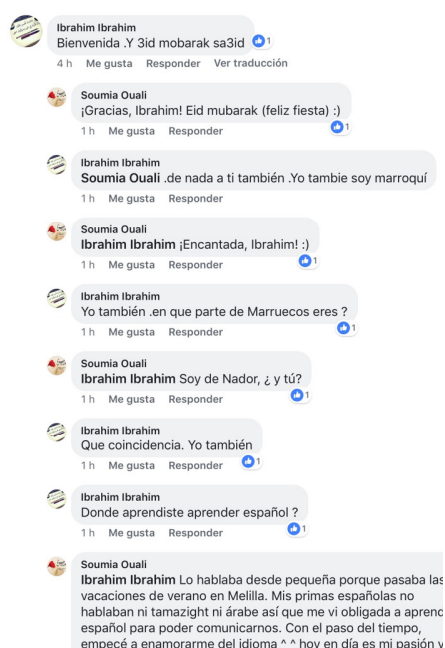 Ibrahim Ibrahim
Bienvenida .Y 3id mobarak sa3id 1
4 h Me gusta Responder Ver traducción
Soumia Ouali
¡Gracias, Ibrahim! Eid mubarak (feliz fiesta) :)
1 h Me gusta Responder 1
Ibrahim Ibrahim
Soumia Ouali .de nada a ti también .Yo tambie soy marroquí
1 h Me gusta Responder
Soumia Ouali
Ibrahim Ibrahim ¡Encantada, Ibrahim! :)
1 h Me gusta Responder 1
Ibrahim Ibrahim
Yo también .en que parte de Marruecos eres ?
1 h Me gusta Responder 1
Soumia Ouali
Ibrahim Ibrahim Soy de Nador, ¿ y tú?
1 h Me gusta Responder 1
Ibrahim Ibrahim
Que coincidencia. Yo también
1 h Me gusta Responder 1
Ibrahim Ibrahim
Donde aprendiste aprender español ?
1 h Me gusta Responder 1
Soumia Ouali
Ibrahim Ibrahim Lo hablaba desde pequeña porque pasaba las
vacaciones de verano en Melilla. Mis primas españolas no
hablaban ni tamazight ni árabe así que me vi obligada a aprend
español para poder comunicarnos. Con el paso del tiempo,
empecé a enamorarme del idioma ^^ hoy en día es mi pasión y